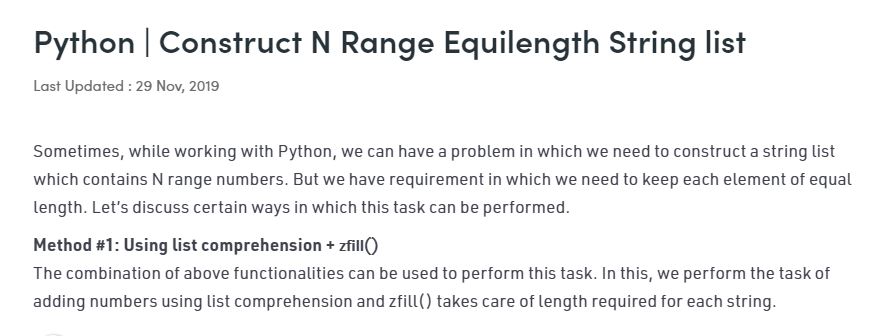 Python | Construct N Range Equilength String list
Last Updated : 29 Nov, 2019
Sometimes, while working with Python, we can have a problem in which we need to construct a string list
which contains N range numbers. But we have requirement in which we need to keep each element of equal
length. Let’s discuss certain ways in which this task can be performed.
Method #1: Using list comprehension + zfill()
The combination of above functionalities can be used to perform this task. In this, we perform the task of
adding numbers using list comprehension and zfill() takes care of length required for each string.